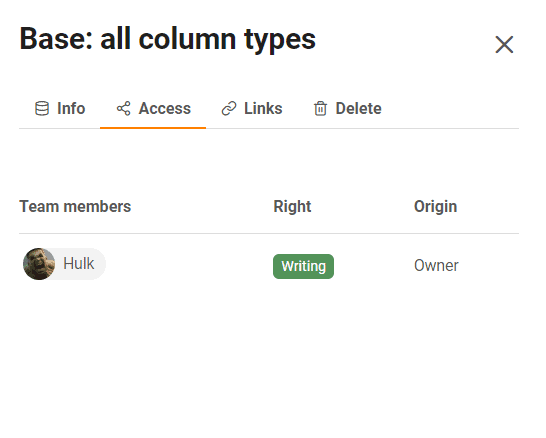 Base: all column types
Info Access Links Delete
Team members Right Origin
Hulk Writing Owner